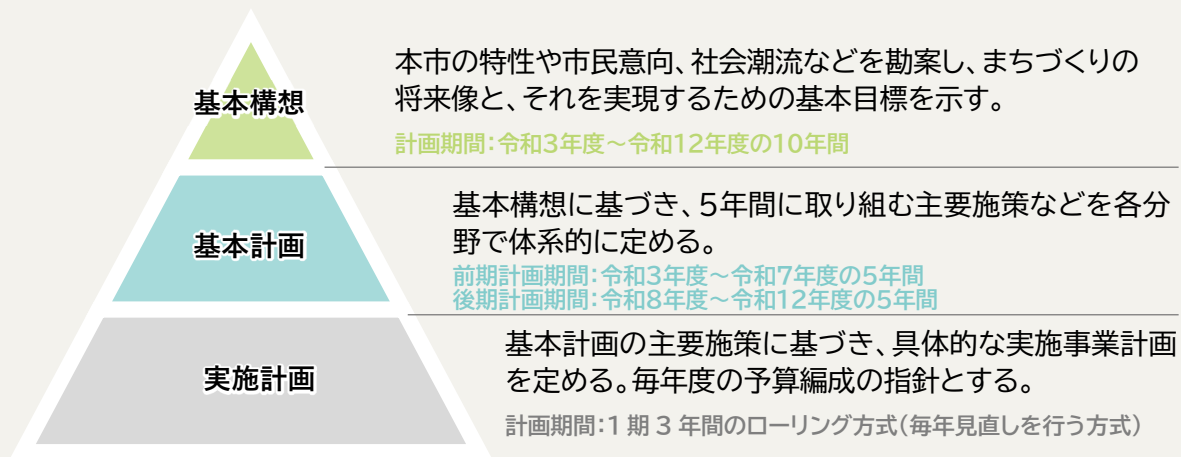 基本構想
本市の特性や市民意向、社会潮流などを勘案し、まちづくりの
将来像と、それを実現するための基本目標を示す。
計画期間：令和3年度～令和12年度の10年間
基本計画
基本構想に基づき、5年間に取り組む主要施策などを各分
野で体系的に定める。
前期計画期間：令和3年度～令和7年度の5年間
後期計画期間：令和8年度～令和12年度の5年間
実施計画
基本計画の主要施策に基づき、具体的な実施事業計画
を定める。毎年度の予算編成の指針とする。
計画期間：1 期 3 年間のローリング方式（毎年見直しを行う方式）